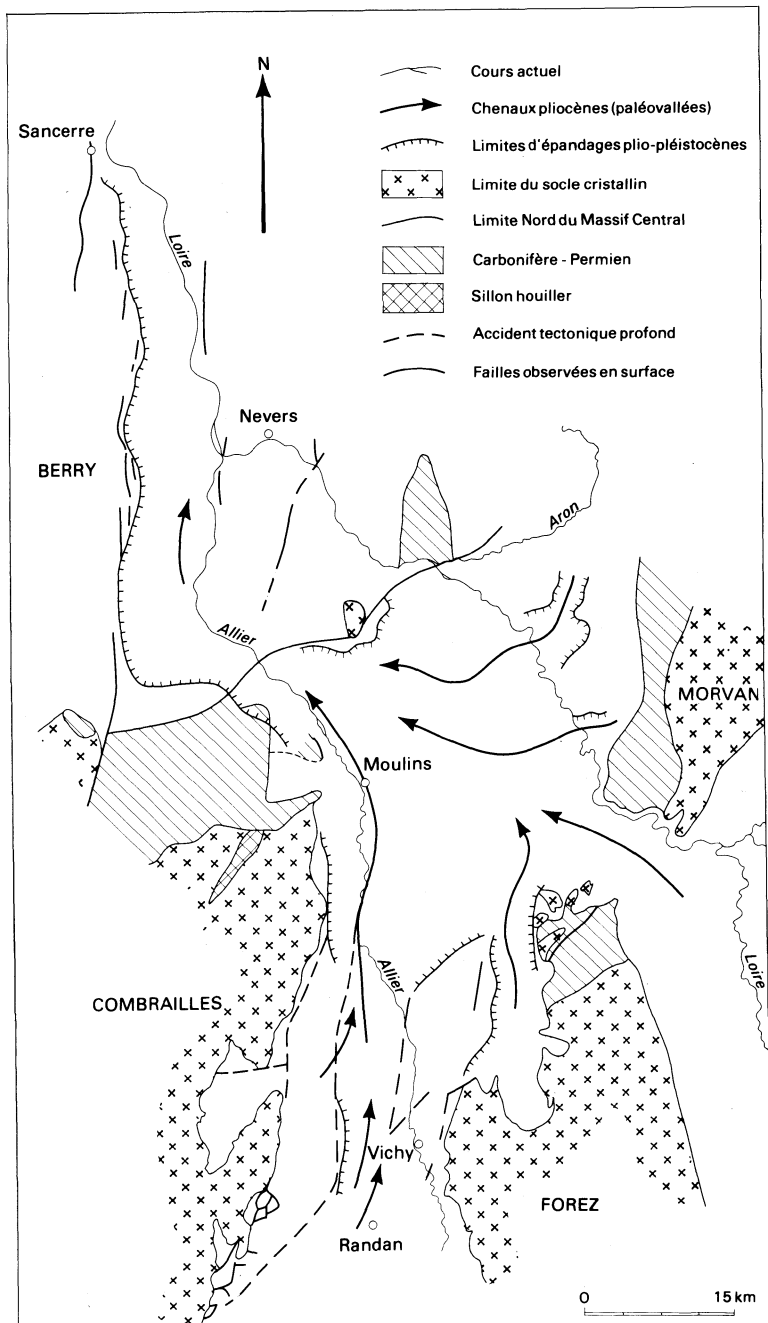 N
Cours actuel
Chenaux pliocènes (paléovallées)
Sancerre
Limites d'épandages plio-pléistocènes
Limite du socle cristallin
Limite Nord du Massif Central
Loire
Carbonifère - Permien
Sillon houiller
Accident tectonique profond
Failles observées en surface
Nevers
BERRY
Aron
Allier
MORVAN
Moulins
Allier
Loire
COMBRAILLES
Vichy
FOREZ
Randan
0 15 km